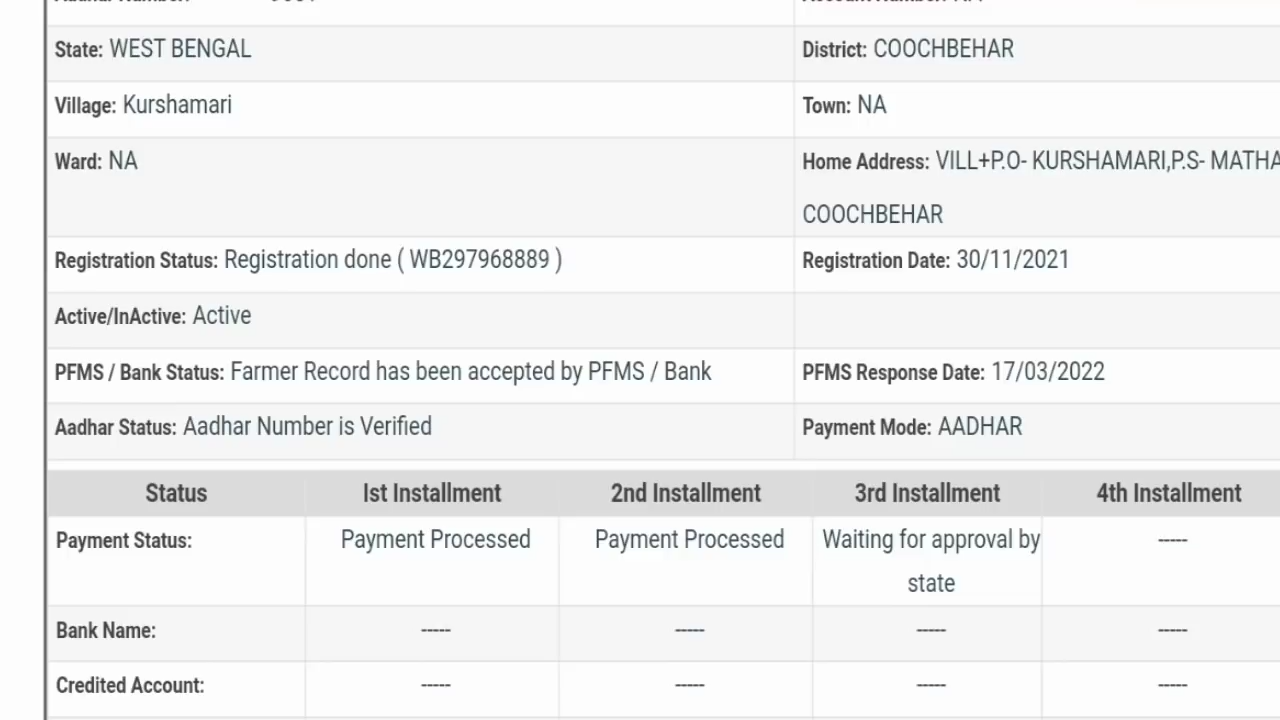 State: WEST BENGAL
District: COOCHBEHAR
Village: Kurshamari
Town: NA
Ward: NA
Home Address: VILL+P.O- KURSHAMARI,P.S- MATHA
COOCHBEHAR
Registration Status: Registration done ( WB297968889 )
Registration Date: 30/11/2021
Active/InActive: Active
PFMS / Bank Status: Farmer Record has been accepted by PFMS / Bank
PFMS Response Date: 17/03/2022
Aadhar Status: Aadhar Number is Verified
Payment Mode: AADHAR
Status Ist Installment 2nd Installment 3rd Installment 4th Installment
Payment Status: Payment Processed Payment Processed Waiting for approval by -----
state
Bank Name: ----- ----- ----- -----
Credited Account: ----- ----- ----- -----